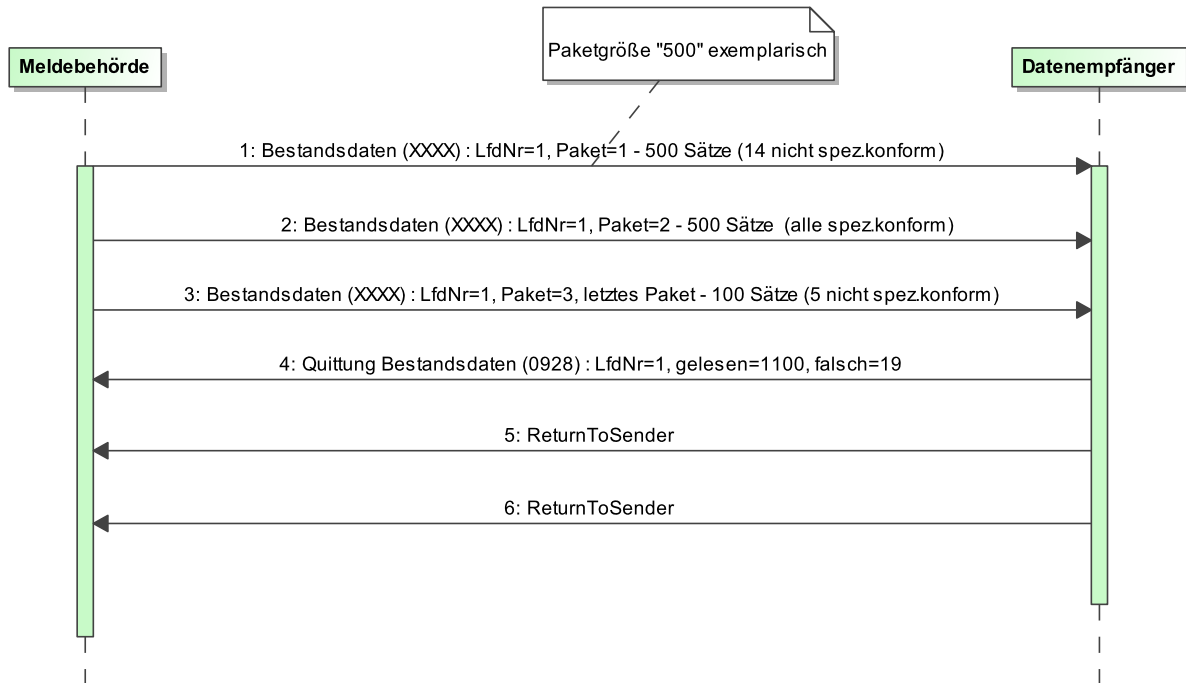 Paketgröße "500" exemplarisch
Meldebehörde
Datenempfänger
1: Bestandsdaten (XXXX) : LfdNr=1, Paket=1 - 500 Sätze (14 nicht spez.konform)
2: Bestandsdaten (XXXX) : LfdNr=1, Paket=2 - 500 Sätze  (alle spez.konform)
3: Bestandsdaten (XXXX) : LfdNr=1, Paket=3, letztes Paket - 100 Sätze (5 nicht spez.konform)
4: Quittung Bestandsdaten (0928) : LfdNr=1, gelesen=1100, falsch=19
5: ReturnToSender
6: ReturnToSender